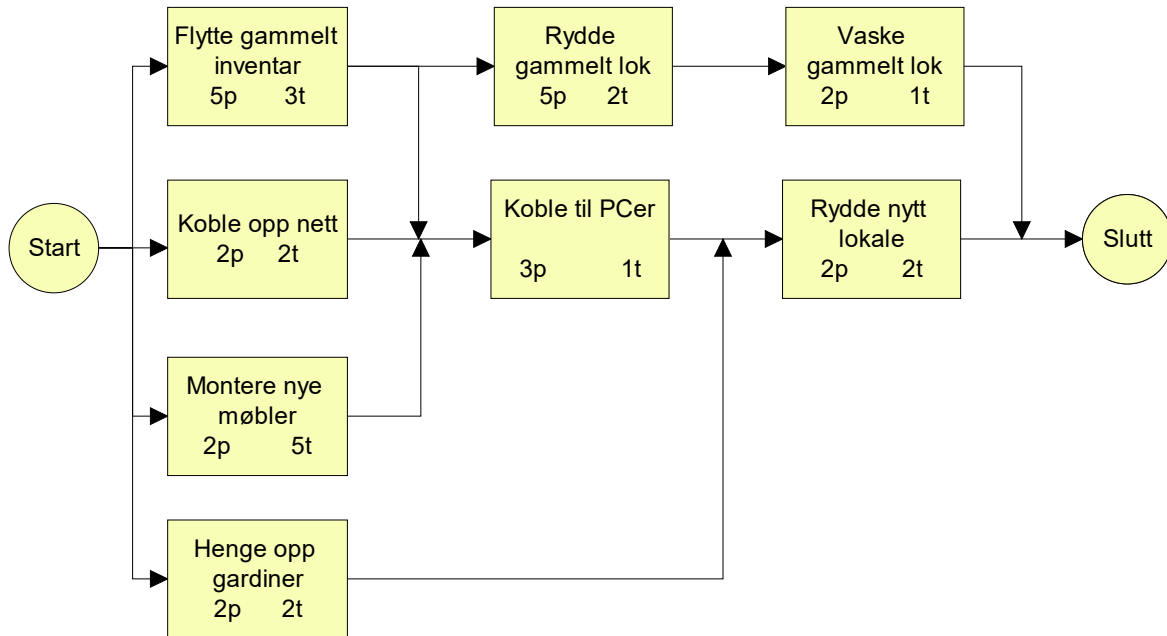 Flytte gammelt
inventar
5p 3t
Rydde
gammelt lok
5p 2t
Vaske
gammelt lok
2p 1t
Start
Koble opp nett
2p 2t
Koble til PCer
3p 1t
Rydde nytt
lokale
2p 2t
Slutt
Montere nye
møbler
2p 5t
Henge opp
gardiner
2p 2t